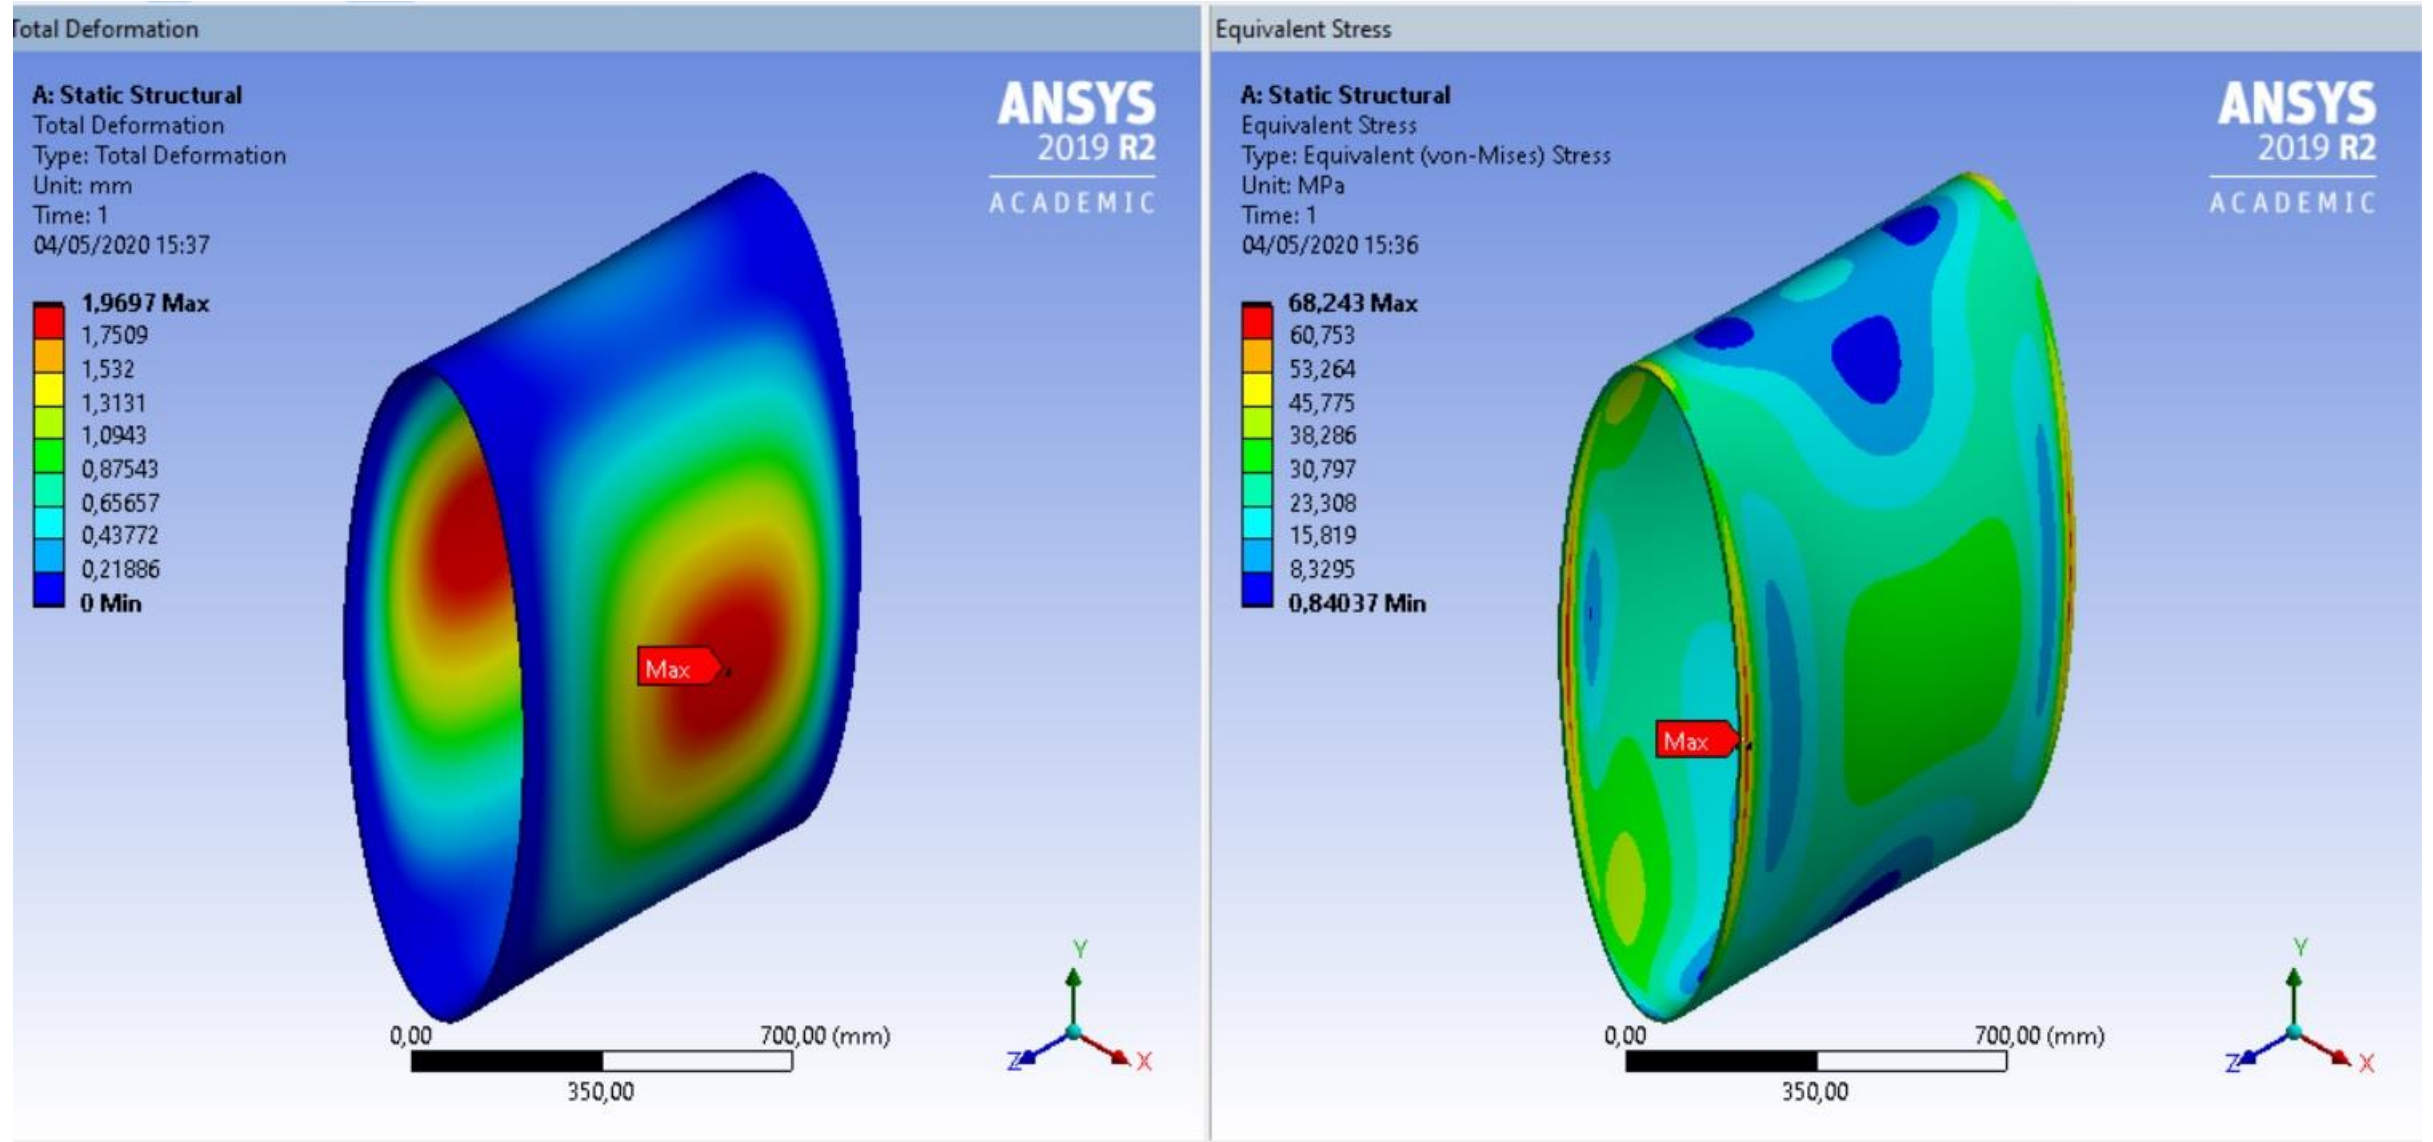 Total Deformation
A: Static Structural
Total Deformation
Type: Total Deformation
Unit: mm
Time: 1
04/05/2020 15:37
1,9697 Max
1,7509
1,532
1,3131
1,0943
0,87543
0,65657
0,43772
0,21886
0 Min
ANSYS
2019 R2
ACADEMIC
Max
0,00
700,00 (mm)
350,00
Y
Z
X
Equivalent Stress
A: Static Structural
Equivalent Stress
Type: Equivalent (von-Mises) Stress
Unit: MPa
Time: 1
04/05/2020 15:36
68,243 Max
60,753
53,264
45,775
38,286
30,797
23,308
15,819
8,3295
0,84037 Min
ANSYS
2019 R2
ACADEMIC
Max
0,00
700,00 (mm)
350,00
Y
Z
X